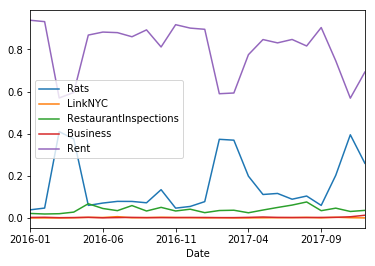 0.8
0.6
0.4
0.2
0.0
Rats
LinkNYC
RestaurantInspections
Business
Rent
2016-01
2016-06
2016-11
2017-04
2017-09
Date